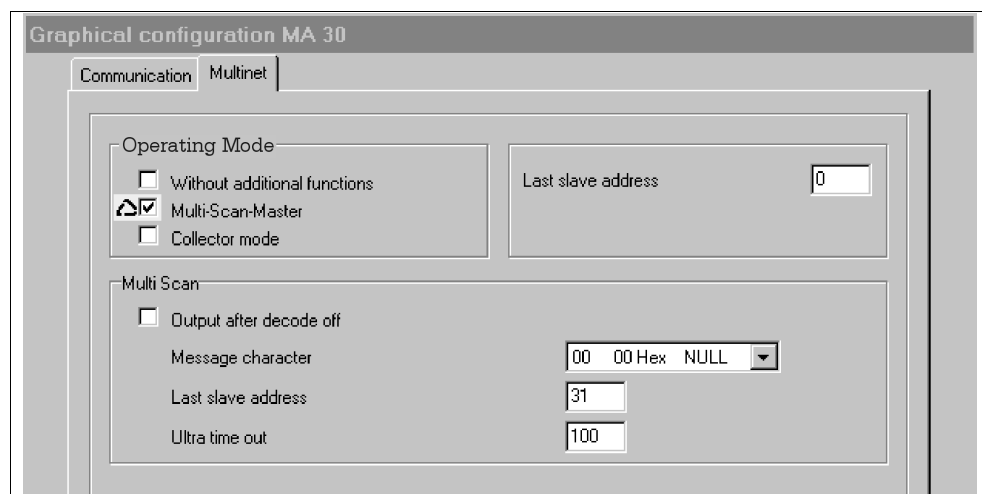 Graphical configuration MA 30
Communication Multinet
Operating Mode
Without additional functions
Multi-Scan-Master
Collector mode
Last slave address 0
Multi Scan
Output after decode off
Message character 00 00 Hex NULL
Last slave address 31
Ultra time out 100